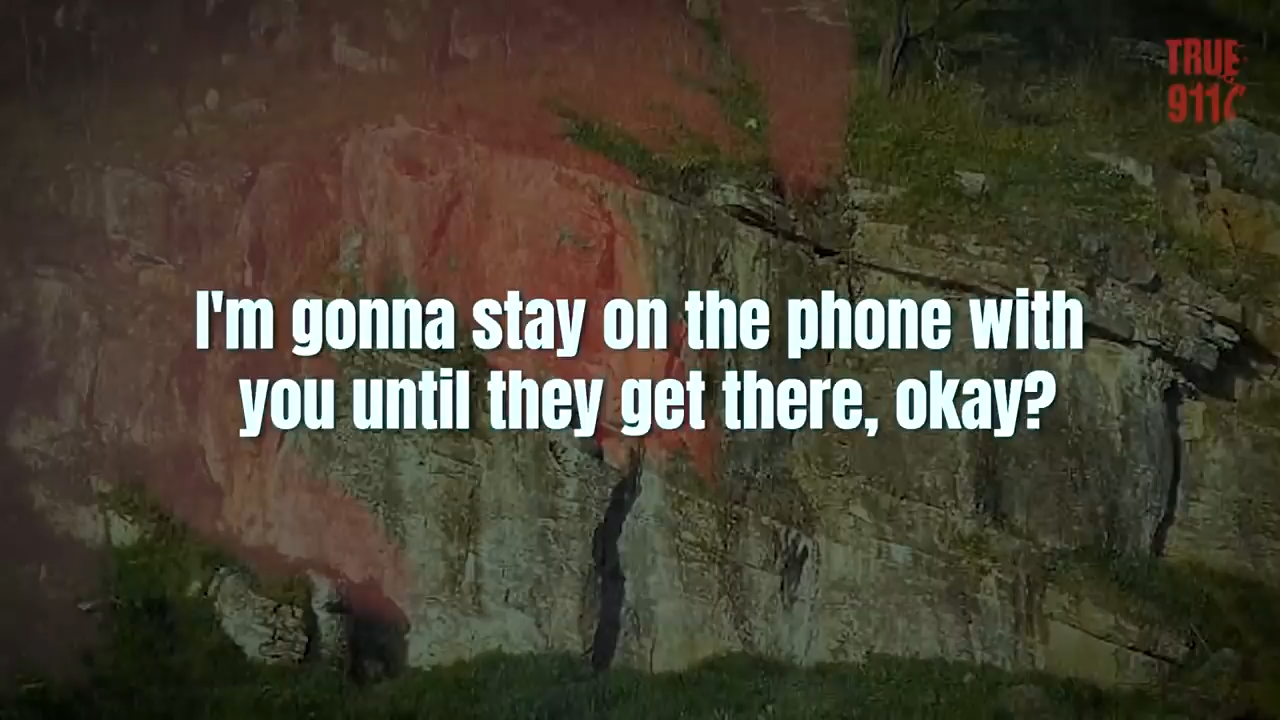 TRUE
911
I'm gonna stay on the phone with
you until they get there, okay?